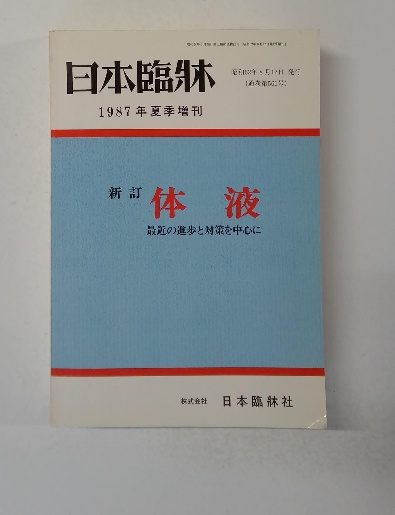 日本臨牀
1987年夏季増刊
新訂 体液
最近の進歩と対策を中心に
株式会社 日本臨牀社